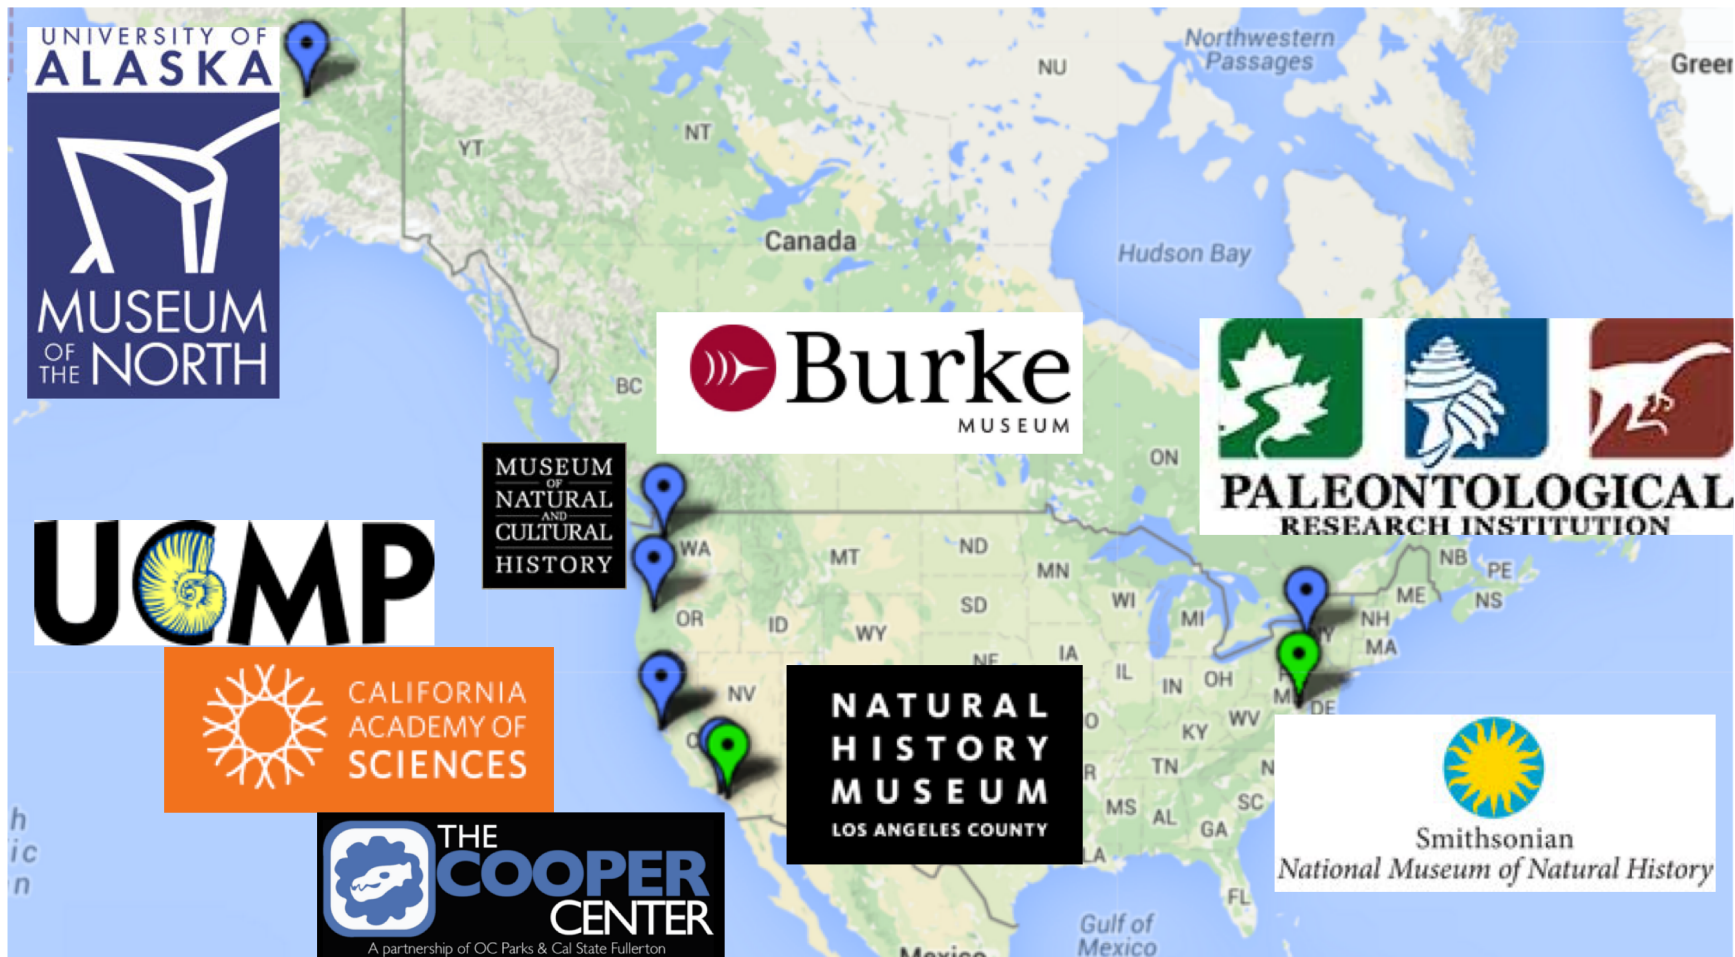 UNIVERSITY OF
ALASKA
MUSEUM
OF THE NORTH
Northwestern
Passages
NU
NT
YT
Canada
Hudson Bay
BC
Burke
MUSEUM
ON
PALEONTOLOGICAL
RESEARCH INSTITUTION
MUSEUM
OF
NATURAL
AND
CULTURAL
HISTORY
UCMP
WA
MT
ND
MN
OR
ID
SD
WY
WI
MI
NB
PE
ME
NS
NH
NY
MA
NE
IA
IL
IN
OH
NV
DE
KY
WV
TN
MS
AL
SC
GA
LA
FL
CALIFORNIA
ACADEMY OF
SCIENCES
NATURAL
HISTORY
MUSEUM
LOS ANGELES COUNTY
THE
COOPER
CENTER
A partnership of OC Parks & Cal State Fullerton
Smithsonian
National Museum of Natural History
Gulf of
Mexico
Mexico